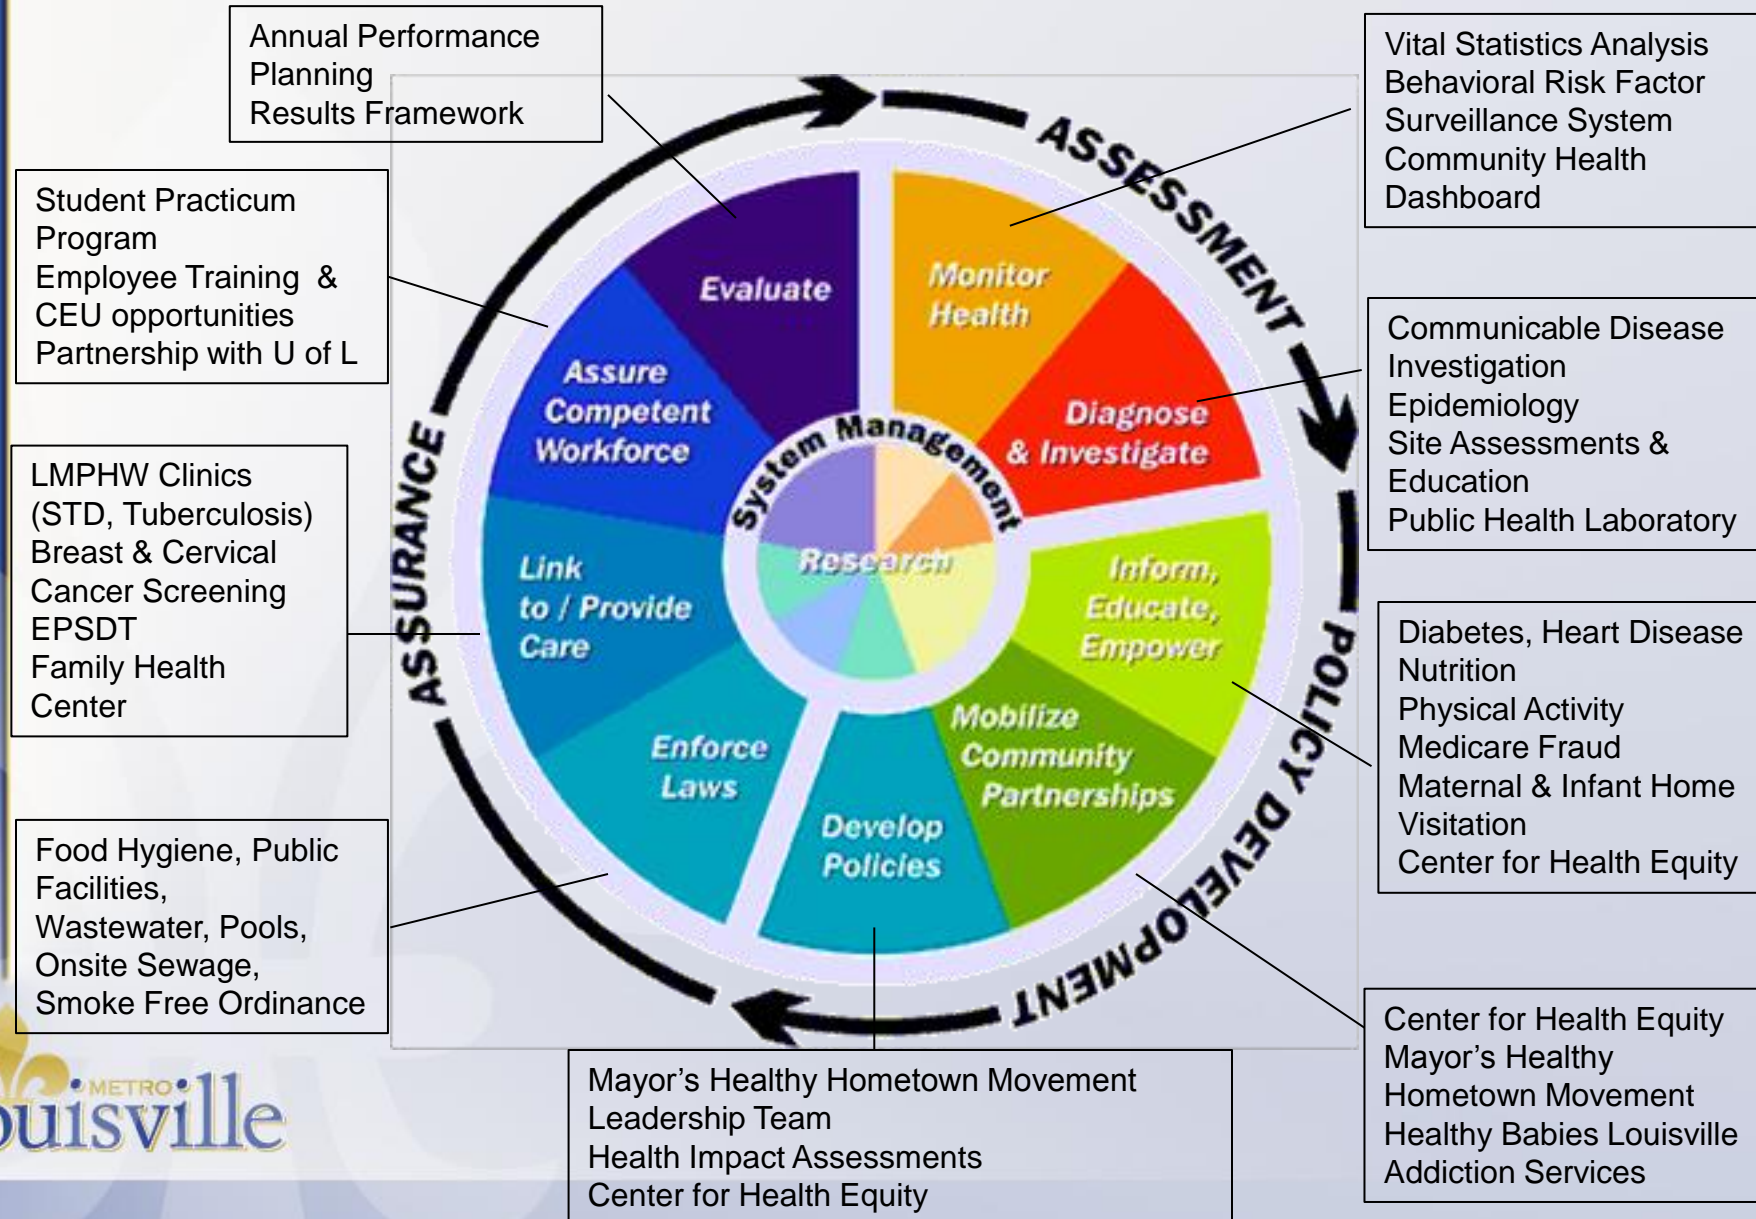 Annual Performance
Planning
Results Framework
Vital Statistics Analysis
Behavioral Risk Factor
Surveillance System
Community Health
Dashboard
Student Practicum
Program
Employee Training &
CEU opportunities
Partnership with U of L
Communicable Disease
Investigation
Epidemiology
Site Assessments &
Education
Public Health Laboratory
LMPHW Clinics
(STD, Tuberculosis)
Breast & Cervical
Cancer Screening
EPSDT
Family Health
Center
Diabetes, Heart Disease
Nutrition
Physical Activity
Medicare Fraud
Maternal & Infant Home
Visitation
Center for Health Equity
Food Hygiene, Public
Facilities,
Wastewater, Pools,
Onsite Sewage,
Smoke Free Ordinance
Center for Health Equity
Mayor’s Healthy
Hometown Movement
Healthy Babies Louisville
Addiction Services
Mayor’s Healthy Hometown Movement
Leadership Team
Health Impact Assessments
Center for Health Equity
ASSESSMENT
POLICY DEVELOPMENT
ASSURANCE
Evaluate
Monitor
Health
Assure
Competent
Workforce
Diagnose
& Investigate
System Management
Research
Link
to / Provide
Care
Inform,
Educate,
Empower
Enforce
Laws
Mobilize
Community
Partnerships
Develop
Policies
METRO
ouisville